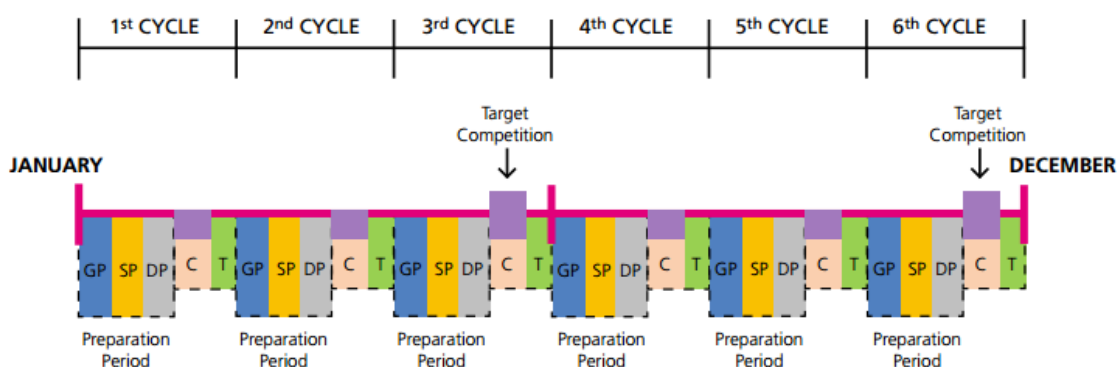 1st CYCLE 2nd CYCLE 3rd CYCLE 4th CYCLE 5th CYCLE 6th CYCLE
Target Target
Competition Competition
JANUARY DECEMBER
GP SP DP C T GP SP DP C T GP SP DP C T GP SP DP C T GP SP DP C T GP SP DP C T
Preparation Preparation Preparation Preparation Preparation Preparation
Period Period Period Period Period Period